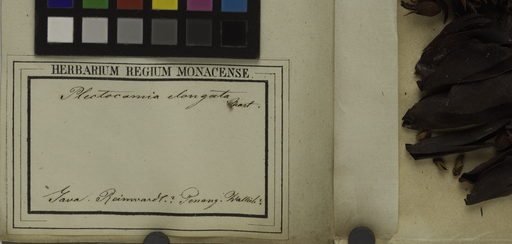 HERBARIUM REGIUM MONACENSE.
Plectocomia elongata Mart.
Java. Reinwardt.? Penang. Wallich.?